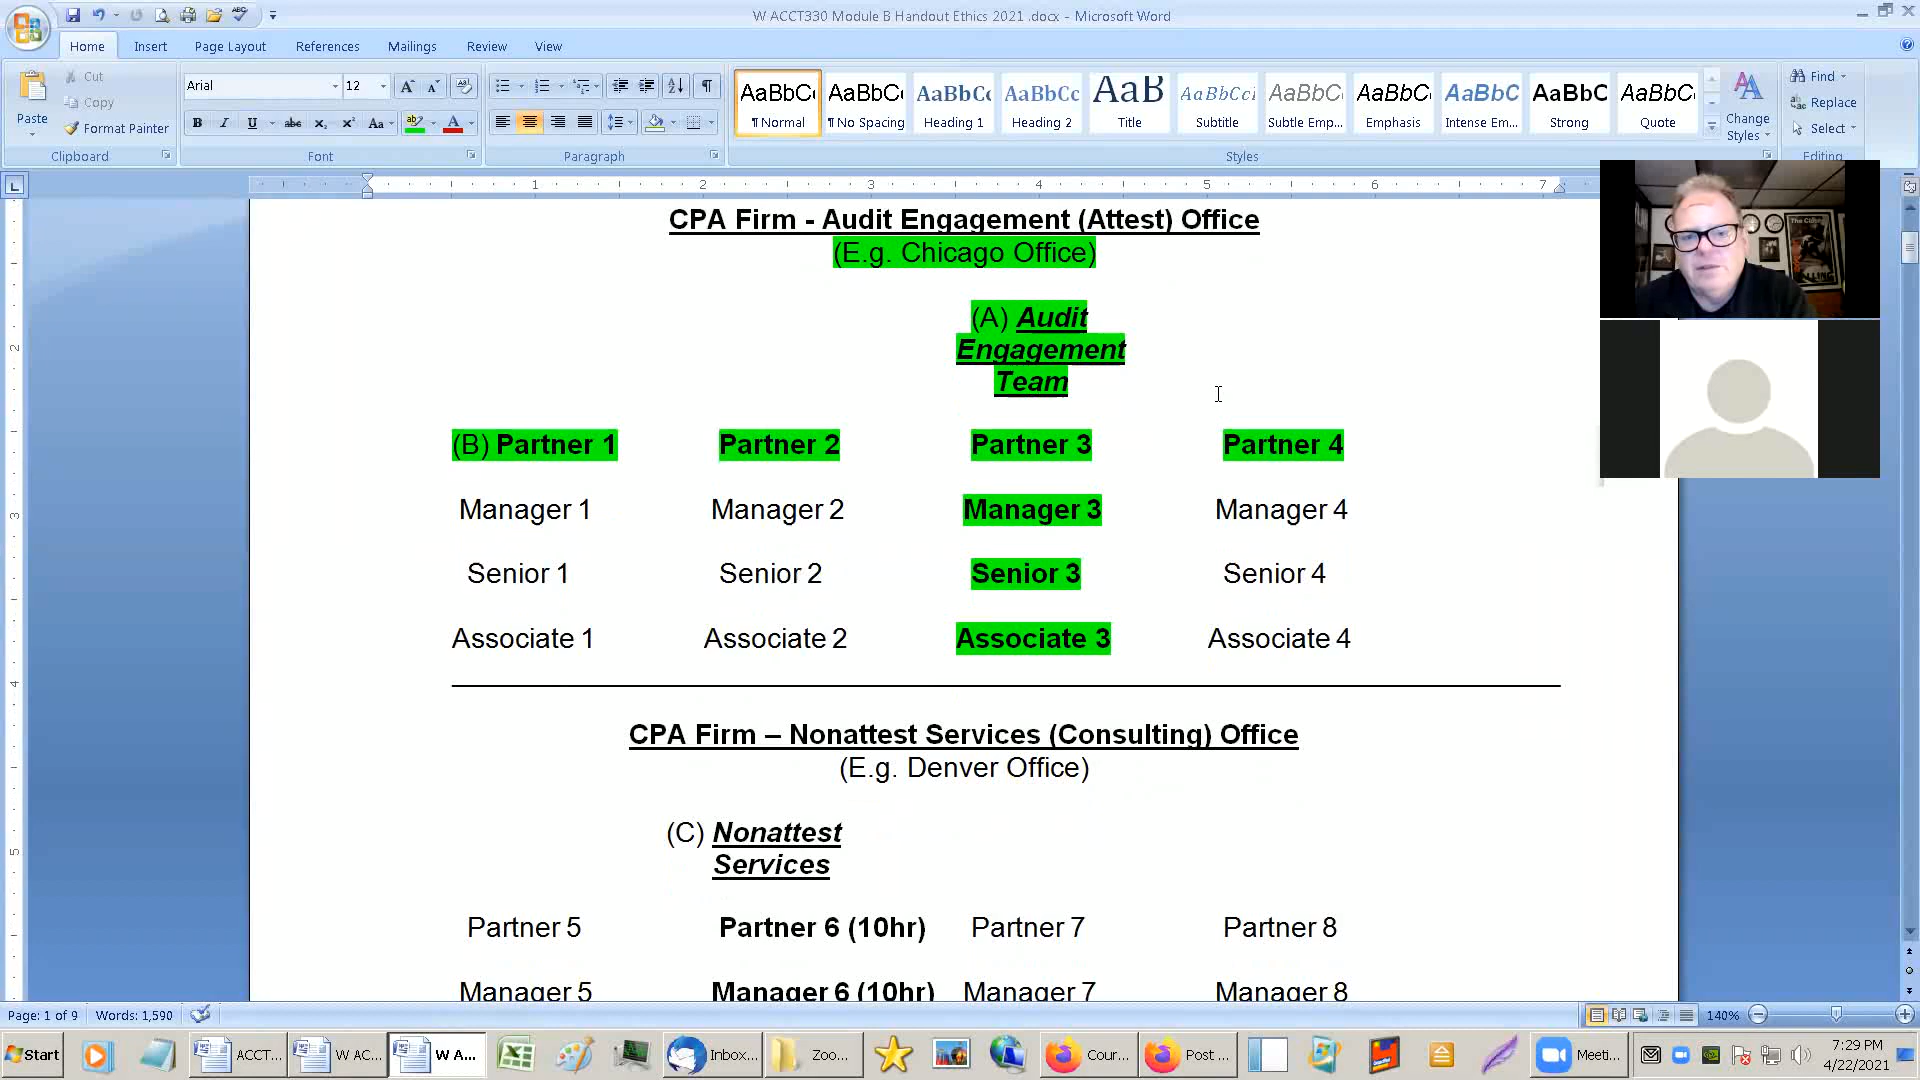 W ACCT330 Module B Handout Ethics 2021 .docx - Microsoft Word
Home Insert Page Layout References Mailings Review View
Paste
Cut
Copy
Format Painter
Clipboard
Arial 12
Font
Paragraph
AaBbCc AaBbCc AaBbCc AaBbCc AaB AaBbCcl AaBbCc AaBbCc AaBbC AaBbCc AaBbC
¶ Normal ¶ No Spacing Heading 1 Heading 2 Title Subtitle Subtle Emp... Emphasis Intense Em... Strong Quote
Styles
Change Styles
Find
Replace
Select
Editing
1 2 3 4 5 6 7
CPA Firm - Audit Engagement (Attest) Office
(E.g. Chicago Office)
(A) Audit
Engagement
Team
(B) Partner 1 Partner 2 Partner 3 Partner 4
Manager 1 Manager 2 Manager 3 Manager 4
Senior 1 Senior 2 Senior 3 Senior 4
Associate 1 Associate 2 Associate 3 Associate 4
CPA Firm – Nonattest Services (Consulting) Office
(E.g. Denver Office)
(C) Nonattest
Services
Partner 5 Partner 6 (10hr) Partner 7 Partner 8
Manager 5 Manager 6 (10hr) Manager 7 Manager 8
Page: 1 of 9 Words: 1,590 140%
Start ACCT... W AC... W A... Inbox... Zoo... Cour... Post ... Meeti... 7:29 PM
4/22/2021